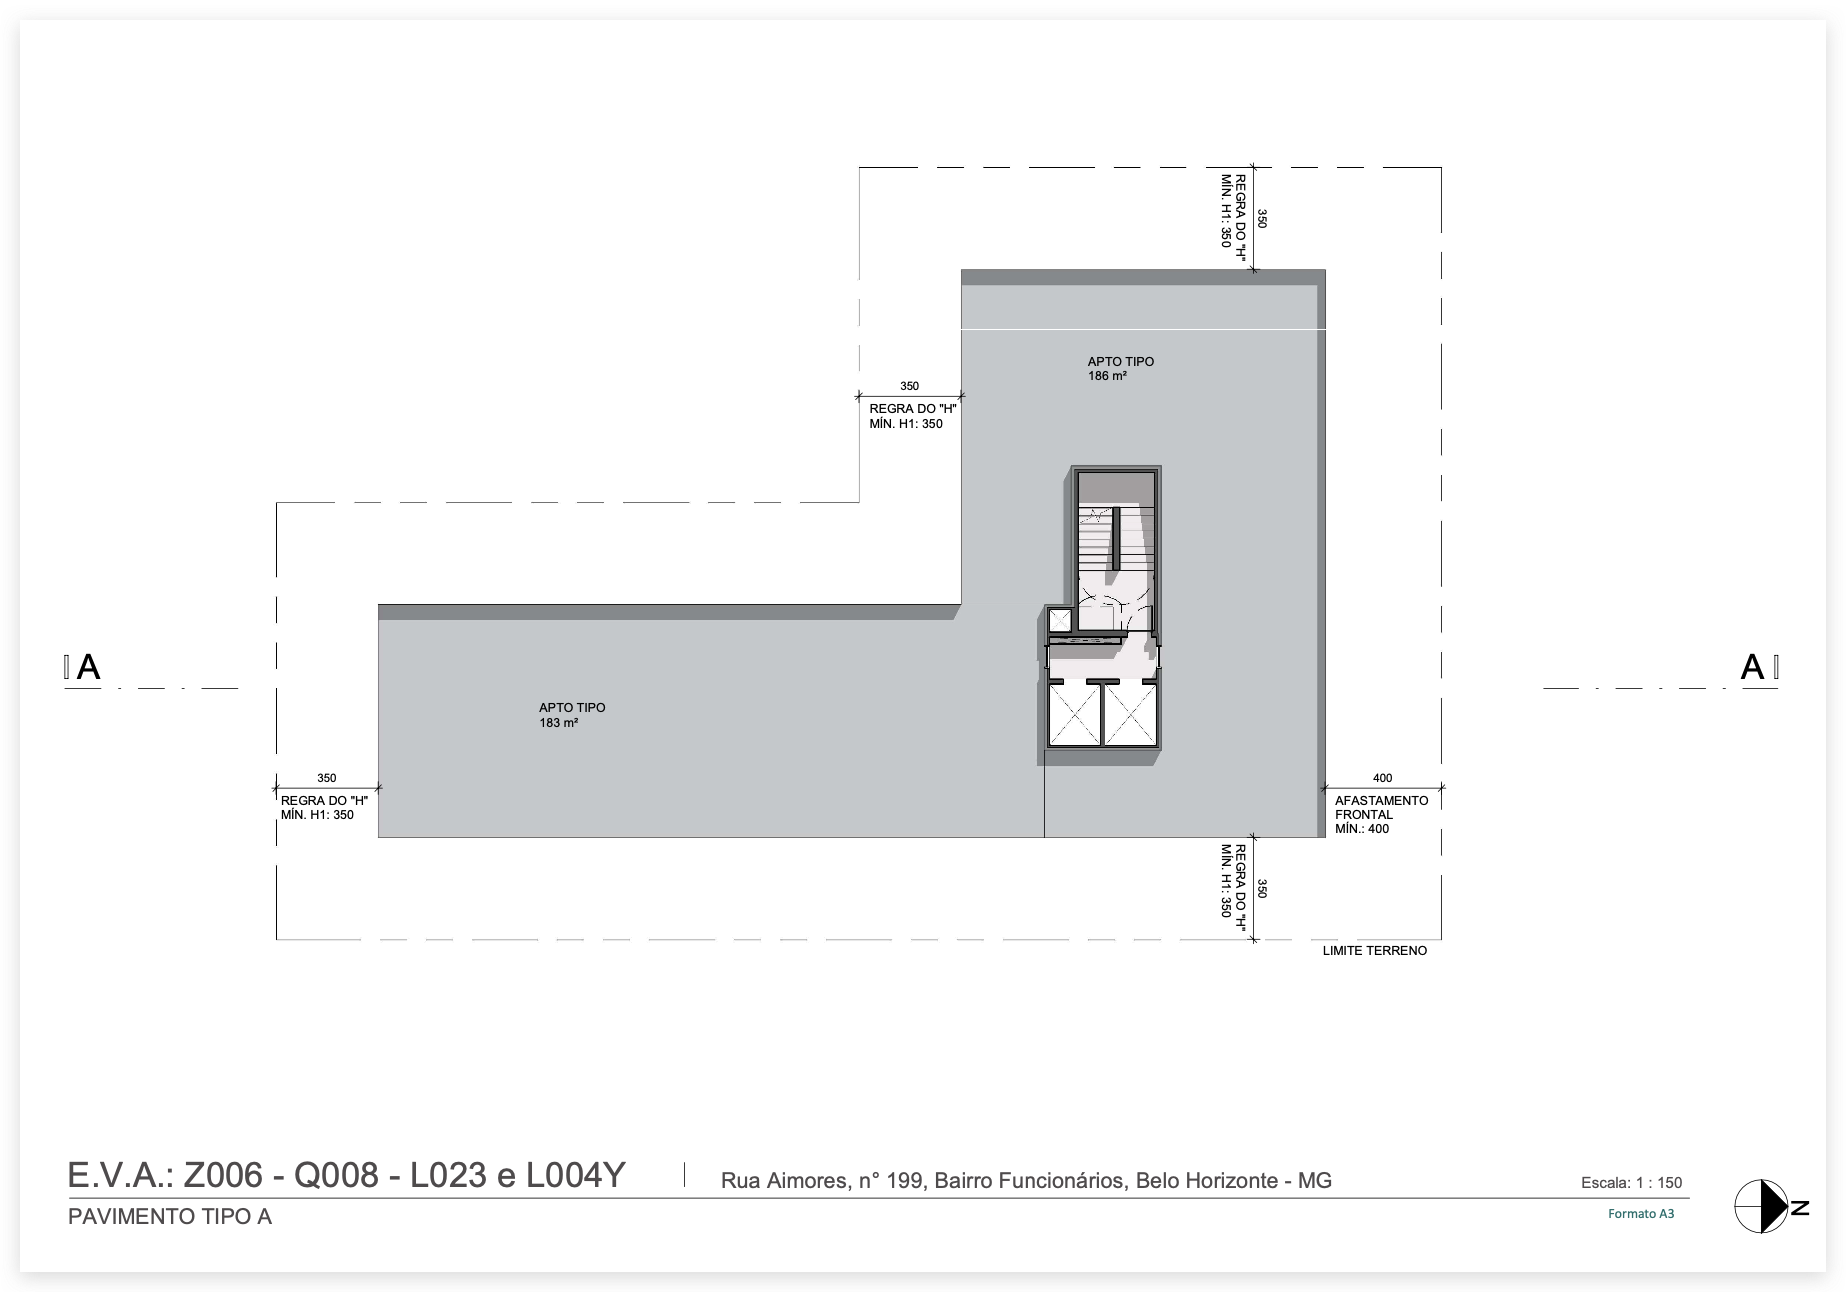 350
REGRA DO "H"
MÍN. H1: 350
APTO TIPO
186 m²
350
REGRA DO "H"
MÍN. H1: 350
A
A
APTO TIPO
183 m²
350
REGRA DO "H"
MÍN. H1: 350
400
AFASTAMENTO
FRONTAL
MÍN.: 400
350
REGRA DO "H"
MÍN. H1: 350
LIMITE TERRENO
E.V.A.: Z006 - Q008 - L023 e L004Y
Rua Aimores, n° 199, Bairro Funcionários, Belo Horizonte - MG
Escala: 1 : 150
PAVIMENTO TIPO A
Formato A3
N